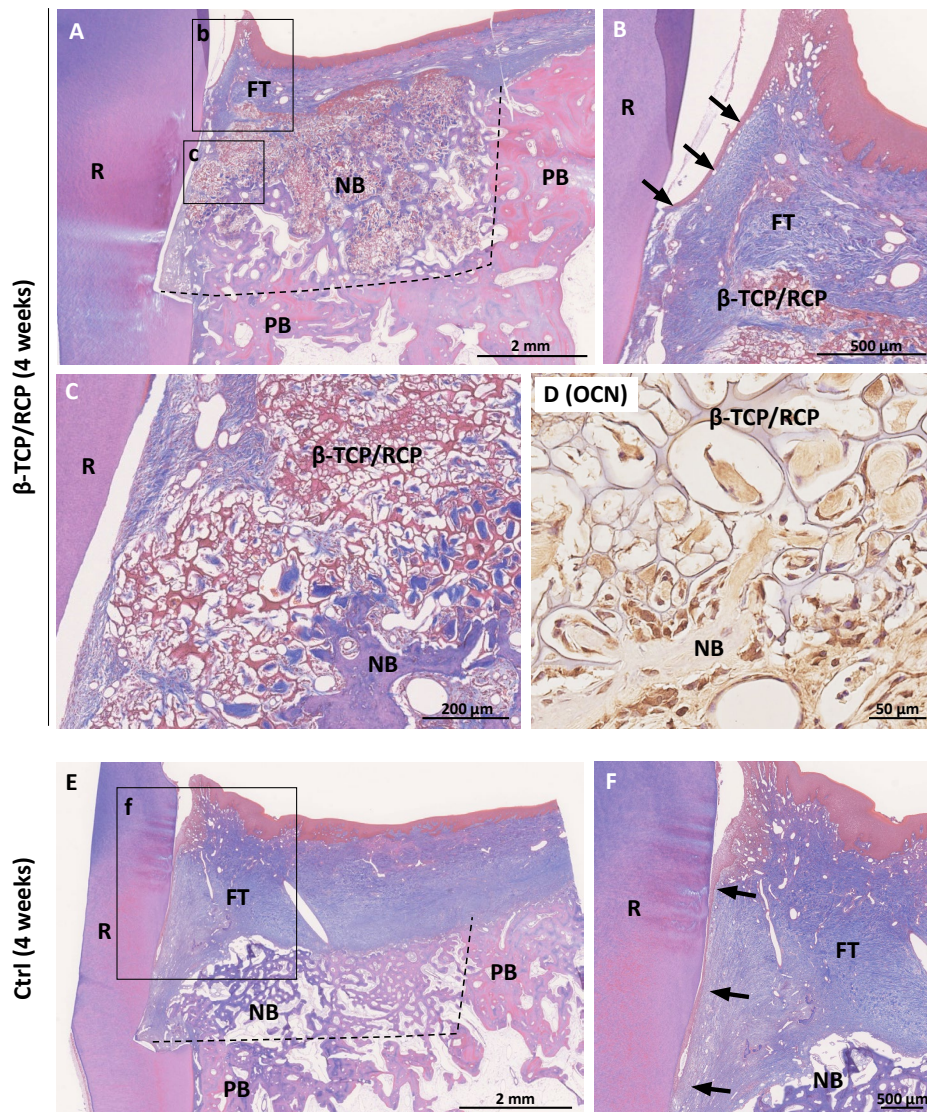 β-TCP/RCP (4 weeks)
A
b
FT
c
R
NB
PB
PB
2 mm
B
R
FT
β-TCP/RCP
500 µm
C
R
β-TCP/RCP
NB
200 µm
D (OCN)
β-TCP/RCP
NB
50 µm
Ctrl (4 weeks)
E
f
FT
R
PB
NB
PB
2 mm
F
R
FT
NB
500 µm